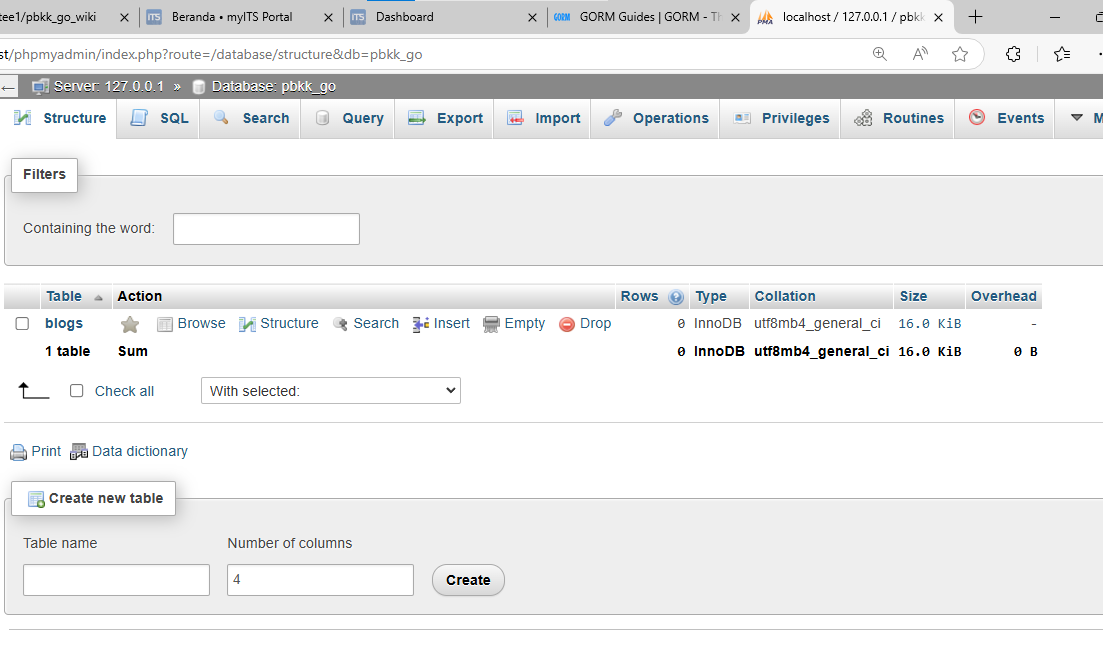 tee1/pbkk_go_wiki
ITS Beranda • myITS Portal
ITS Dashboard
GORM GORM Guides | GORM - Th
PMA localhost / 127.0.0.1 / pbkk
st/phpmyadmin/index.php?route=/database/structure&db=pbkk_go
Server: 127.0.0.1 » Database: pbkk_go
Structure SQL Search Query Export Import Operations Privileges Routines Events M
Filters
Containing the word:
Table Action Rows Type Collation Size Overhead
blogs Browse Structure Search Insert Empty Drop 0 InnoDB utf8mb4_general_ci 16.0 KiB -
1 table Sum 0 InnoDB utf8mb4_general_ci 16.0 KiB 0 B
Check all With selected:
Print Data dictionary
Create new table
Table name Number of columns
4 Create